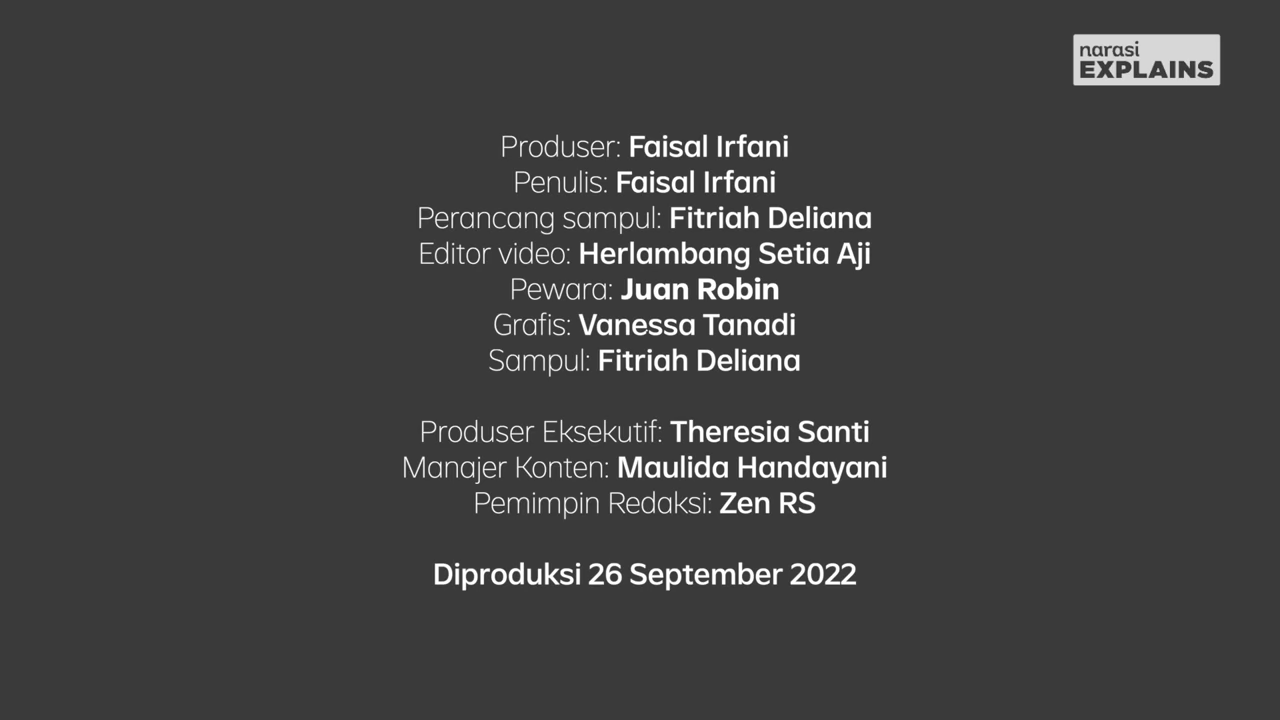 narasi
EXPLAINS
Produser: Faisal Irfani
Penulis: Faisal Irfani
Perancang sampul: Fitriah Deliana
Editor video: Herlambang Setia Aji
Pewara: Juan Robin
Grafis: Vanessa Tanadi
Sampul: Fitriah Deliana
Produser Eksekutif: Theresia Santi
Manajer Konten: Maulida Handayani
Pemimpin Redaksi: Zen RS
Diproduksi 26 September 2022